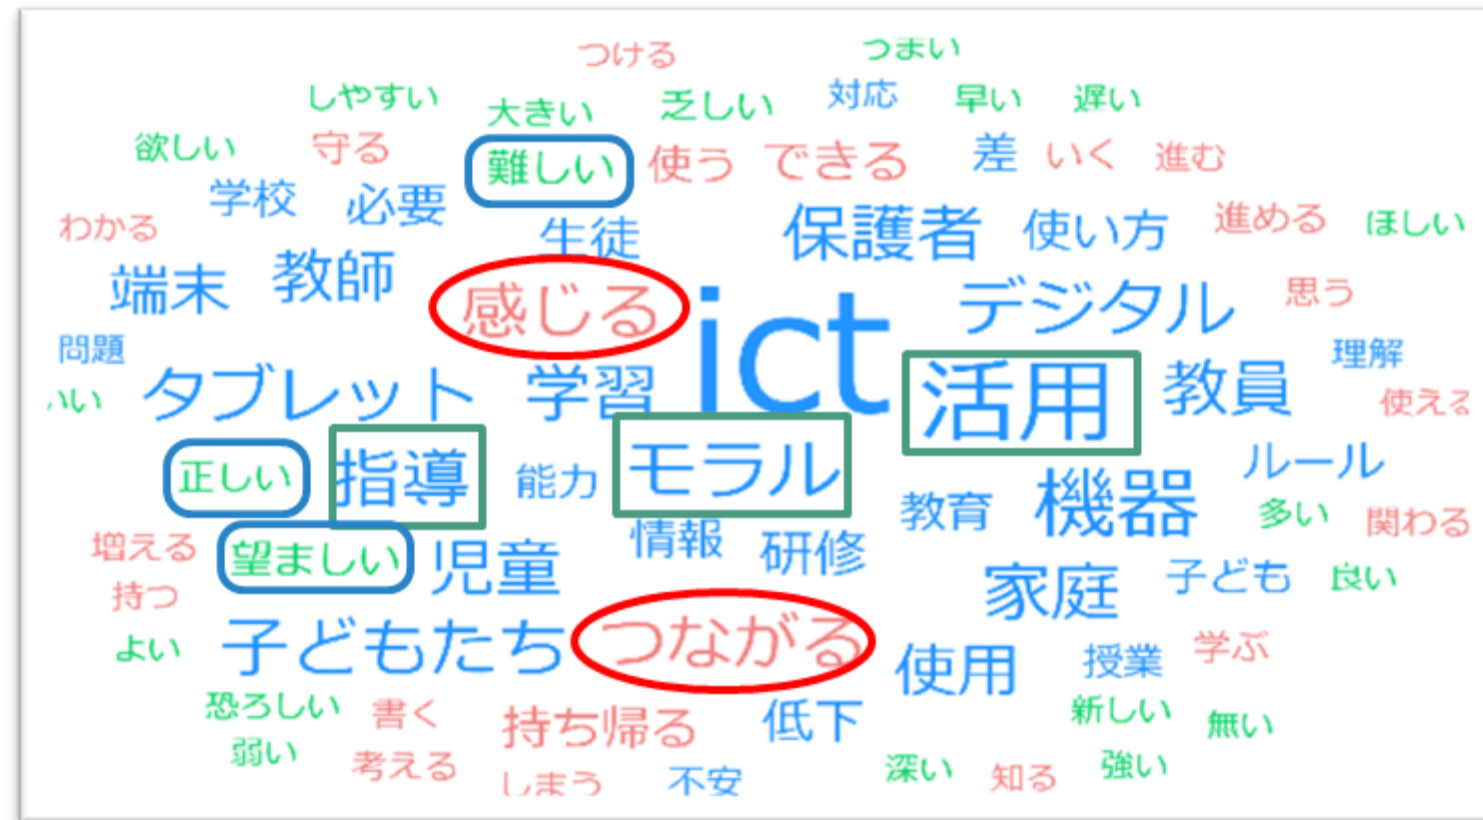 つける つまい
しやすい 大きい 乏しい 対応 早い 遅い
欲しい 守る 難しい 使う できる 差 いく 進む
わかる 学校 必要 生徒 保護者 使い方 進める ほしい
端末 教師 感じる ict デジタル 思う
問題 タブレット 学習 活用 教員 理解
いい 使える
正しい 指導 能力 モラル 教育 機器 ルール
増える 望ましい 児童 情報 研修 多い 関わる
持つ 家庭 子ども 良い
よい 子どもたち つながる 使用 授業 学ぶ
恐ろしい 書く 持ち帰る 低下 新しい 無い
弱い 考える しまう 不安 深い 知る 強い